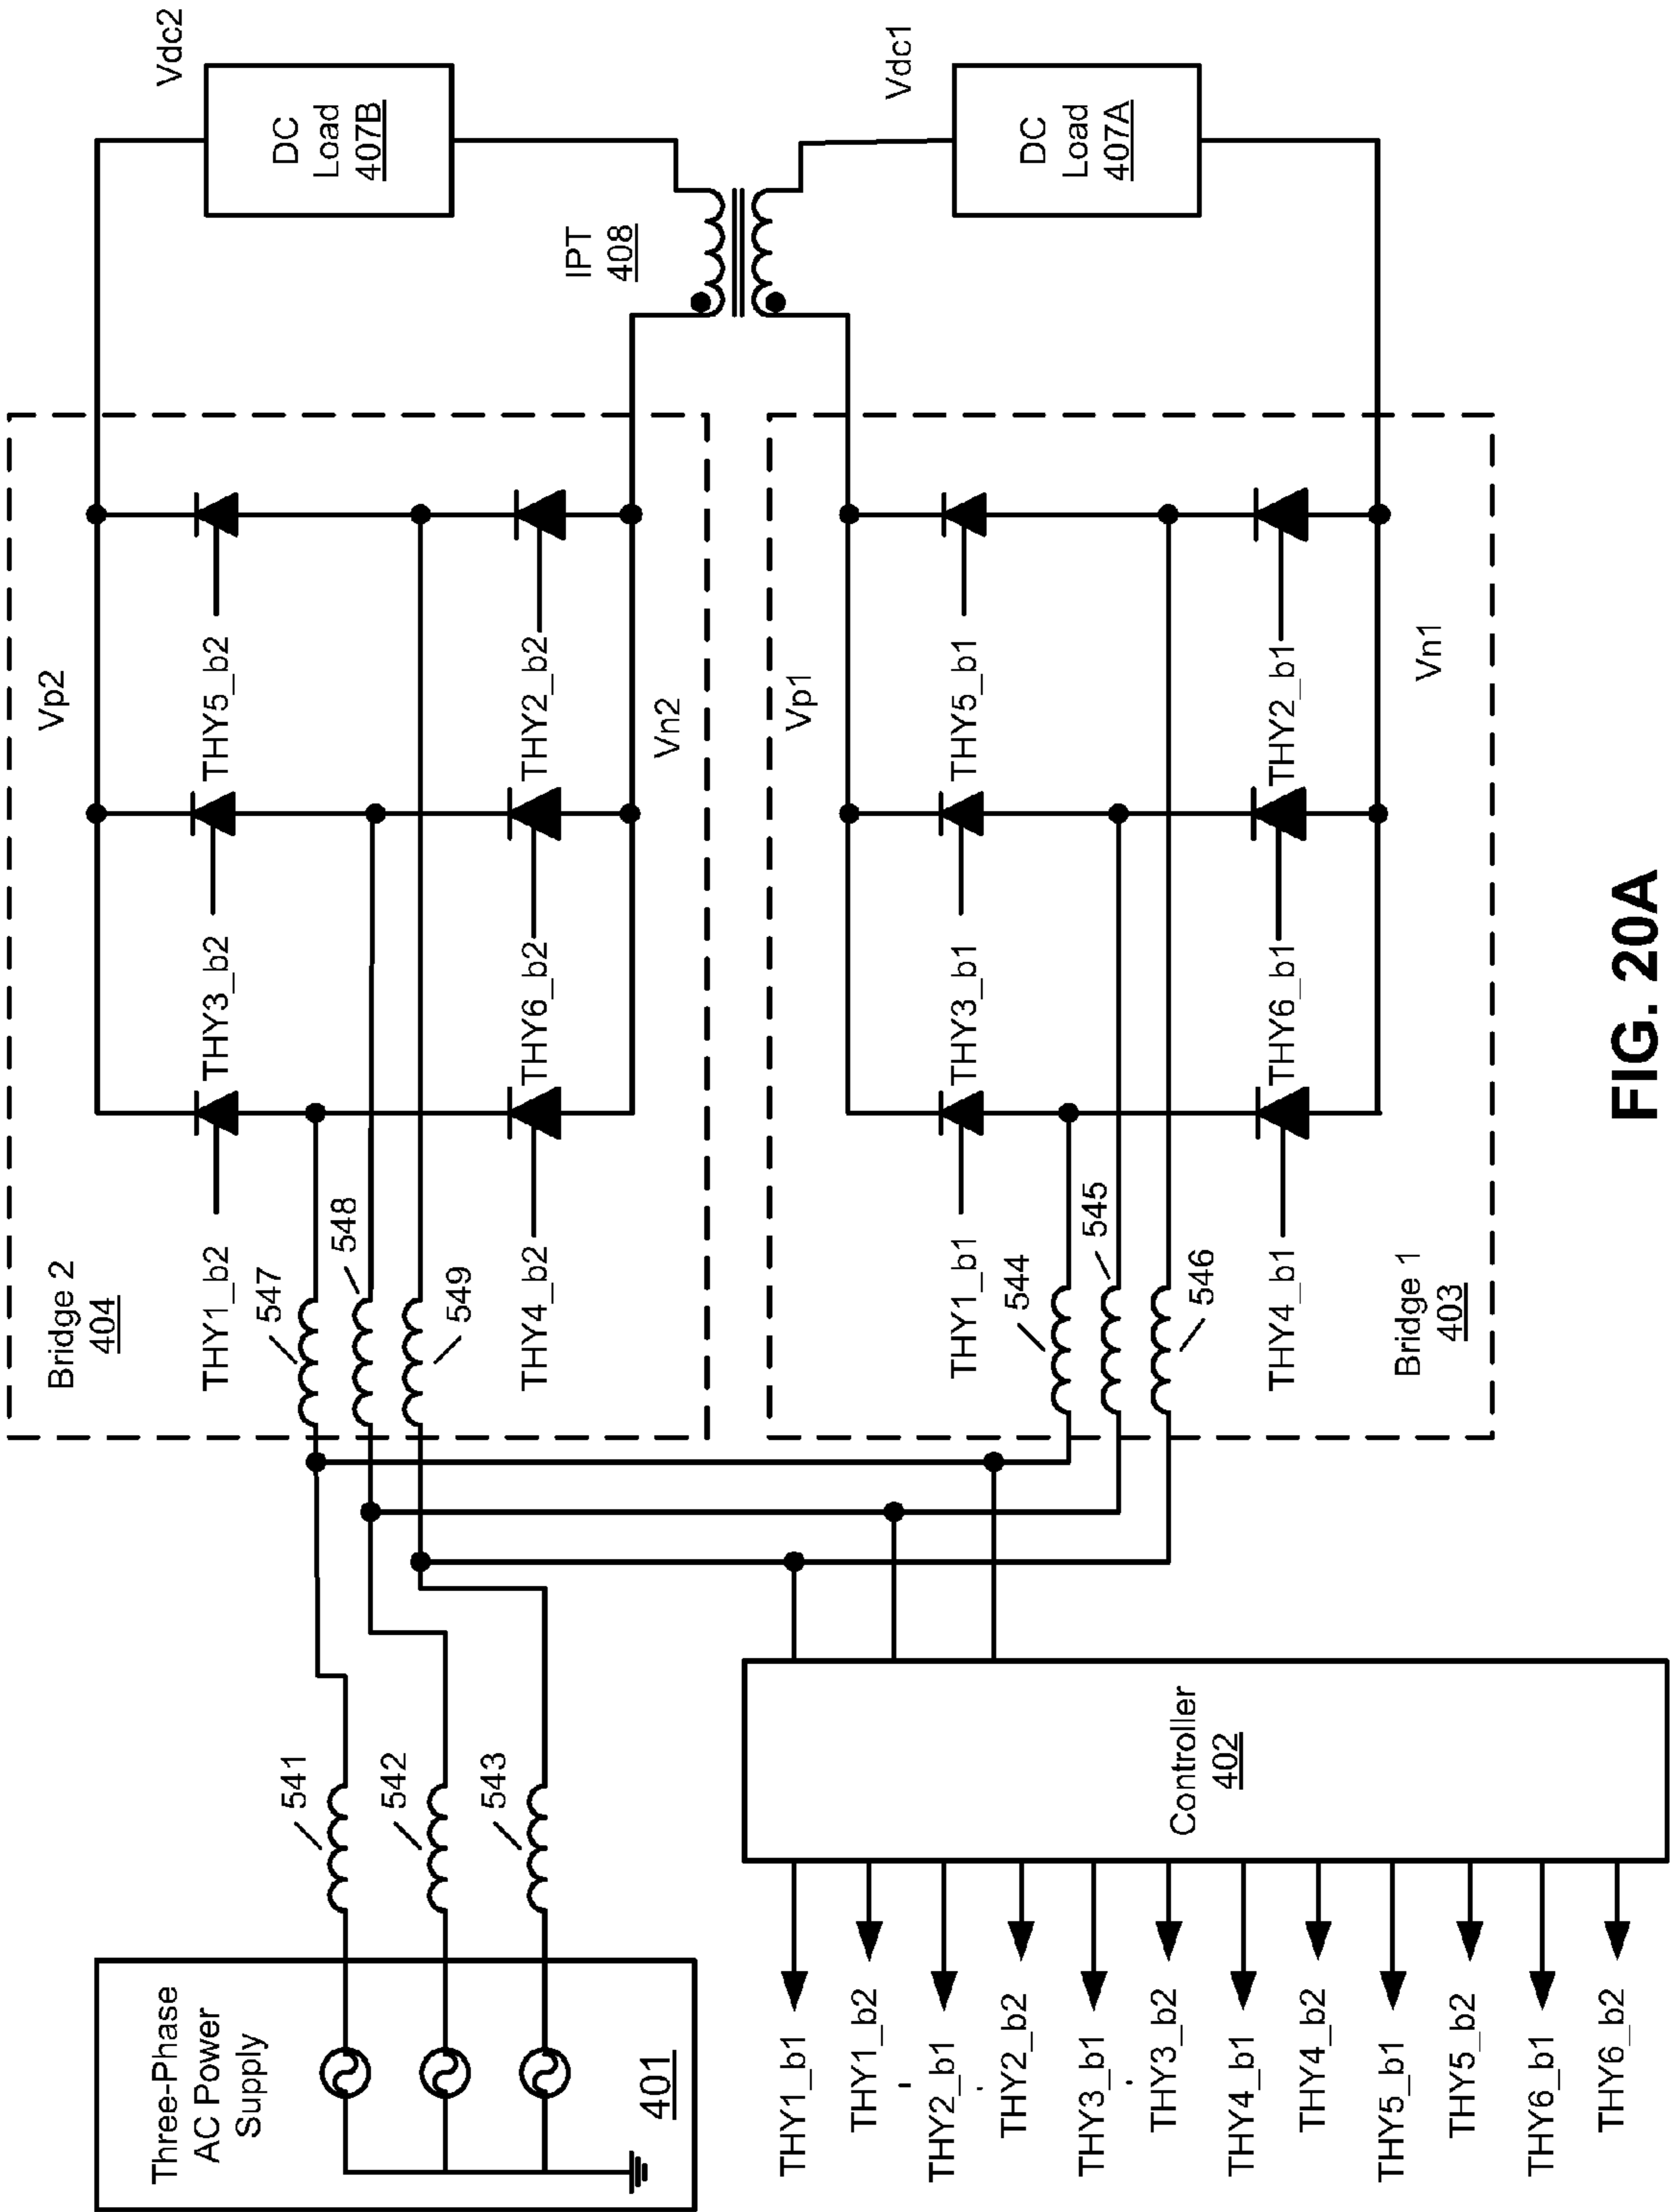 Three-Phase
AC Power
Supply
401
541
542
543
Bridge 2
404
THY1_b2
547
548
549
THY4_b2
THY3_b2
THY6_b2
THY5_b2
THY2_b2
Vp2
Vn2
Vdc2
DC
Load
407B
IPT
408
Vdc1
DC
Load
407A
Vp1
THY5_b1
THY2_b1
Vn1
THY3_b1
THY6_b1
THY1_b1
544
545
546
THY4_b1
Bridge 1
403
Controller
402
THY1_b1
THY1_b2
THY2_b1
THY2_b2
THY3_b1
THY3_b2
THY4_b1
THY4_b2
THY5_b1
THY5_b2
THY6_b1
THY6_b2
FIG. 20A